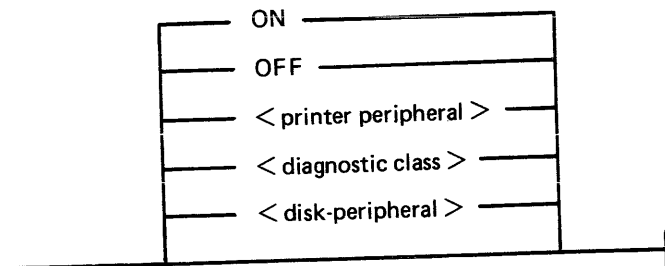 ON
OFF
< printer peripheral >
< diagnostic class >
< disk-peripheral >